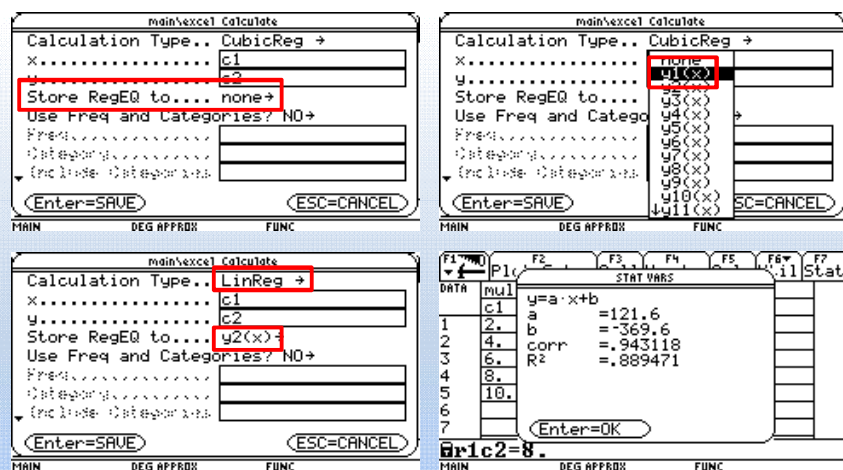 main\excel Calculate
Calculation Type.. CubicReg →
x................. c1
y................. c2
Store RegEQ to.... none→
Use Freq and Categories? NO→
Freq.............
Category..........
Include Categories
Enter=SAVE ESC=CANCEL
MAIN DEG APPROX FUNC
main\excel Calculate
Calculation Type.. CubicReg →
x.................
y.................
Store RegEQ to....
Use Freq and Catego
Freq.............
Category..........
Include Categories
none
y1(x)
y2(x)
y3(x)
y4(x)
y5(x)
y6(x)
y7(x)
y8(x)
y9(x)
y10(x)
↓y11(x)
Enter=SAVE SC=CANCEL
MAIN DEG APPROX FUNC
main\excel Calculate
Calculation Type.. LinReg →
x................. c1
y................. c2
Store RegEQ to.... y2(x)→
Use Freq and Categories? NO→
Freq.............
Category..........
Include Categories
Enter=SAVE ESC=CANCEL
MAIN DEG APPROX FUNC
F1 F2 F3 F4 F5 F6▾ F7
Stat
DATA mul
c1
1 2.
2 4.
3 6.
4 8.
5 10.
6
7
STAT VARS
y=a·x+b
a =121.6
b =-369.6
corr =.943118
R² =.889471
Enter=OK
r1c2=8.
MAIN DEG APPROX FUNC